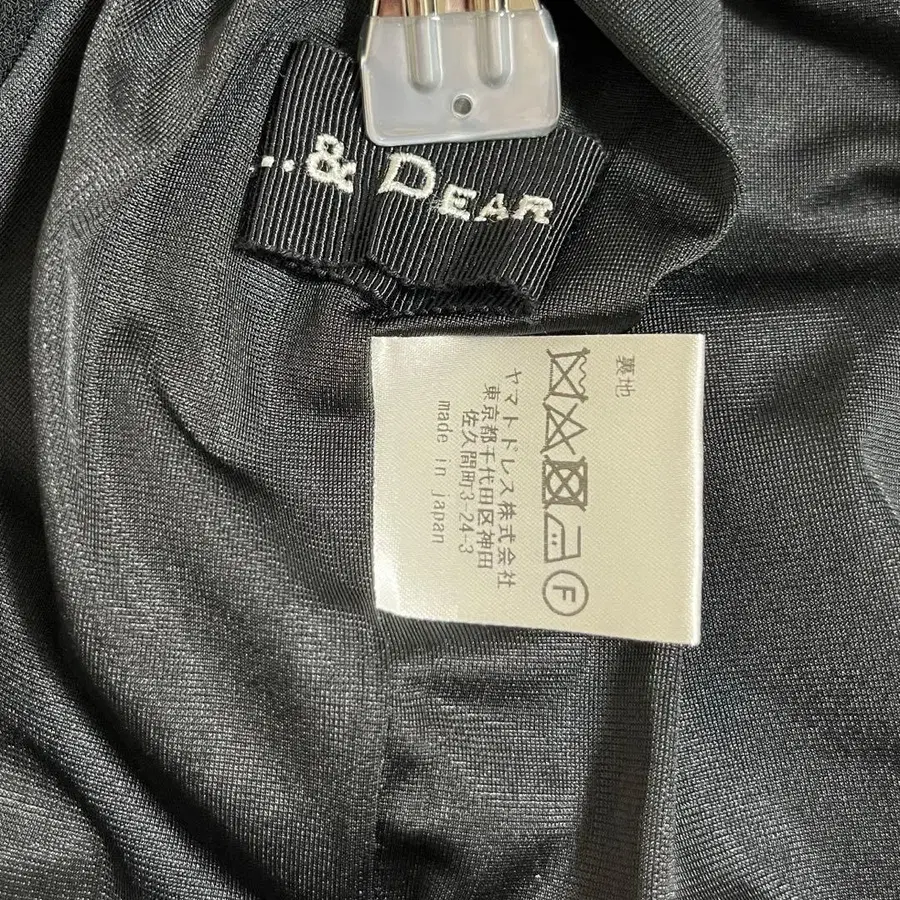 ..& DEAR
裏地
F
ヤマトドレス株式会社
東京都千代田区神田
佐久間町3-24-3
made in japan